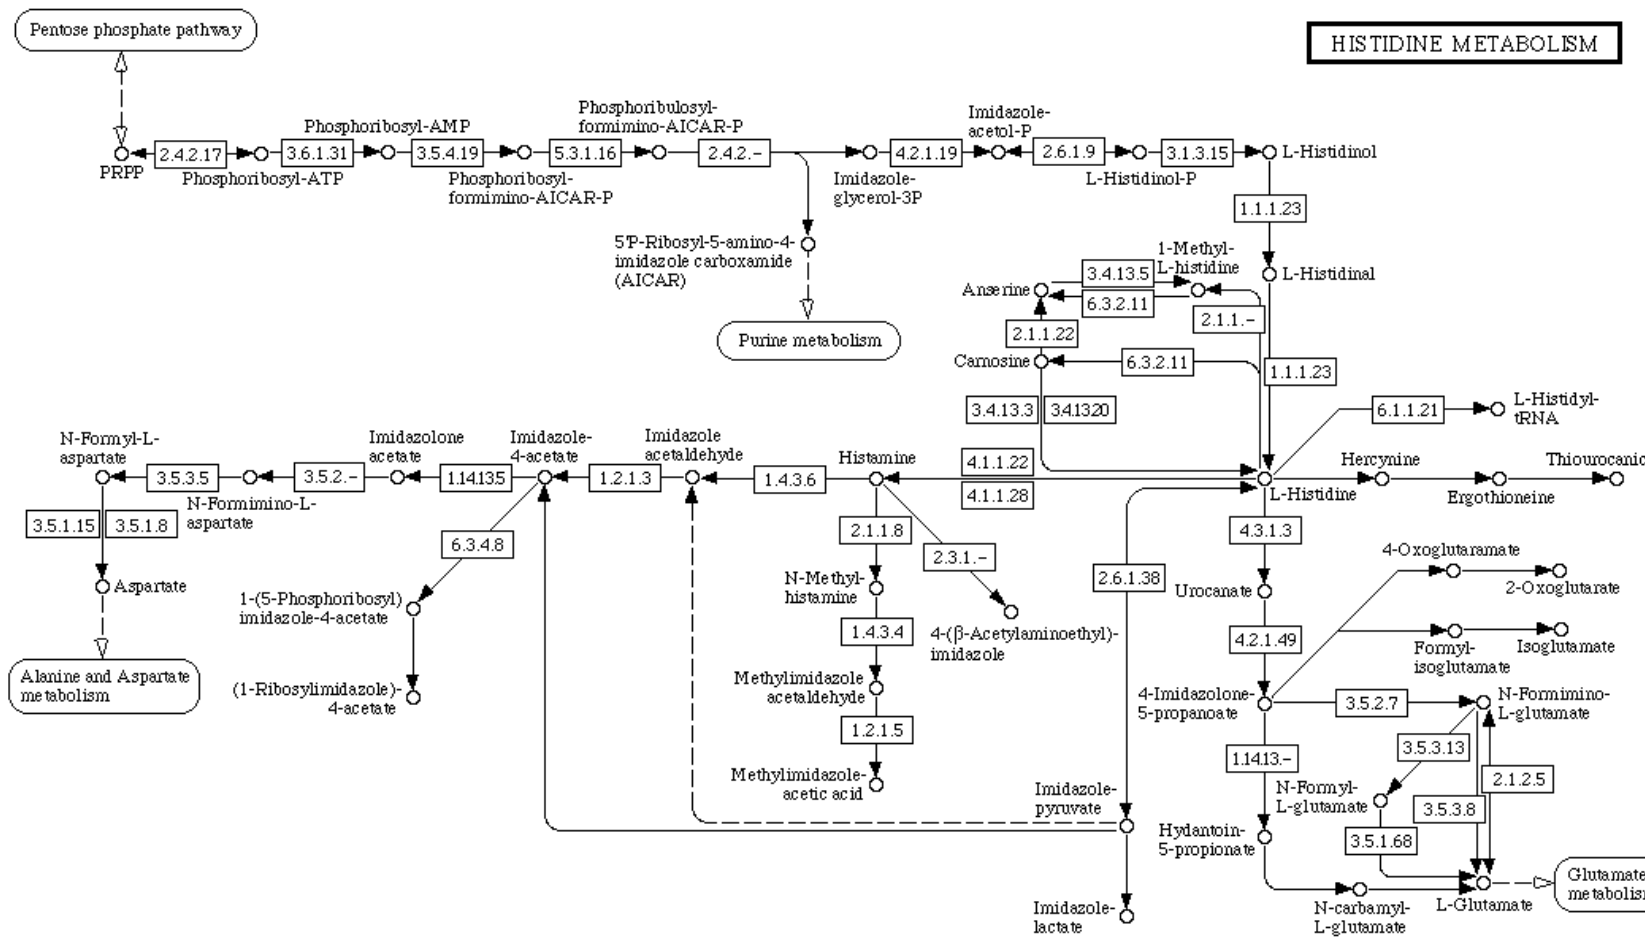 Pentose phosphate pathway
HISTIDINE METABOLISM
Phosphoribulosyl-
formimino-AICAR-P
Imidazole-
acetol-P
Phosphoribosyl-AMP
2.4.2.17
3.6.1.31
3.5.4.19
5.3.1.16
2.4.2.-
4.2.1.19
2.6.1.9
3.1.3.15
L-Histidinol
PRPP
Phosphoribosyl-ATP
Phosphoribosyl-
formimino-AICAR-P
Imidazole-
glycerol-3P
L-Histidinol-P
1.1.1.23
5'P-Ribosyl-5-amino-4-
imidazole carboxamide
(AICAR)
1-Methyl-
L-histidine
3.4.13.5
L-Histidinal
Anserine
6.3.2.11
2.1.1.-
2.1.1.22
Purine metabolism
Carnosine
6.3.2.11
1.1.1.23
3.4.13.3
3.4.1320
6.1.1.21
L-Histidyl-
tRNA
N-Formyl-L-
aspartate
Imidazolone
acetate
Imidazole-
4-acetate
Imidazole
acetaldehyde
Histamine
4.1.1.22
Hercynine
Thiourocanic
3.5.3.5
3.5.2.-
1.14.135
1.2.1.3
1.4.3.6
4.1.1.28
L-Histidine
Ergothioneine
N-Formimino-L-
aspartate
3.5.1.15
3.5.1.8
6.3.4.8
2.1.1.8
2.3.1.-
4.3.1.3
4-Oxoglutaramate
2-Oxoglutarate
Aspartate
N-Methyl-
histamine
2.6.1.38
Urocanate
1-(5-Phosphoribosyl)
imidazole-4-acetate
1.4.3.4
4-(β-Acetylaminoethyl)-
imidazole
4.2.1.49
Formyl-
isoglutamate
Isoglutamate
Alanine and Aspartate
metabolism
(1-Ribosylimidazole)-
4-acetate
Methylimidazole
acetaldehyde
4-Imidazolone-
5-propanoate
3.5.2.7
N-Formimino-
L-glutamate
1.2.1.5
1.14.13.-
3.5.3.13
2.1.2.5
Methylimidazole-
acetic acid
Imidazole-
pyruvate
N-Formyl-
L-glutamate
3.5.3.8
Hydantoin-
5-propionate
3.5.1.68
Glutamate
metabolism
Imidazole-
lactate
N-carbamyl-
L-glutamate
L-Glutamate